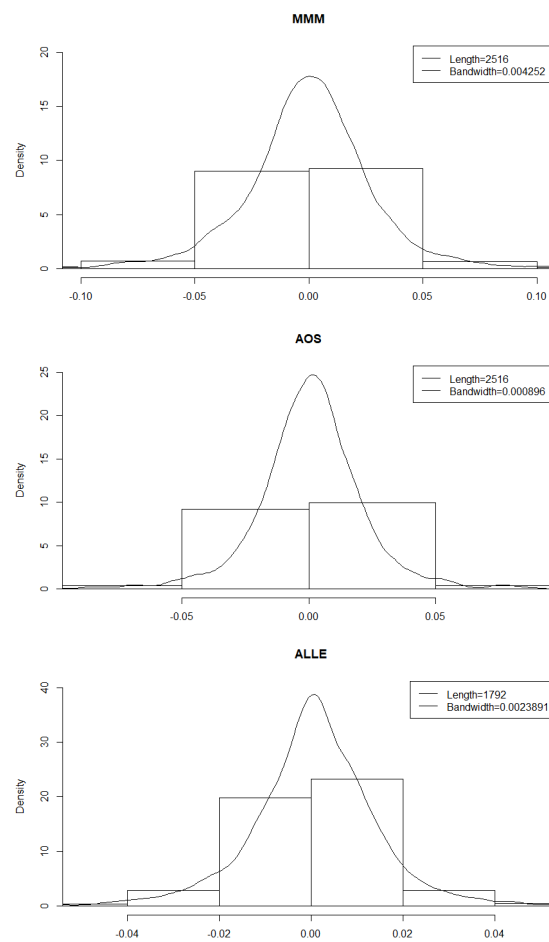 MMM
Length=2516
Bandwidth=0.004252
Density
0
5
10
15
20
-0.10
-0.05
0.00
0.05
0.10
AOS
Length=2516
Bandwidth=0.000896
Density
0
5
10
15
20
25
-0.05
0.00
0.05
ALLE
Length=1792
Bandwidth=0.0023891
Density
0
10
20
30
40
-0.04
-0.02
0.00
0.02
0.04